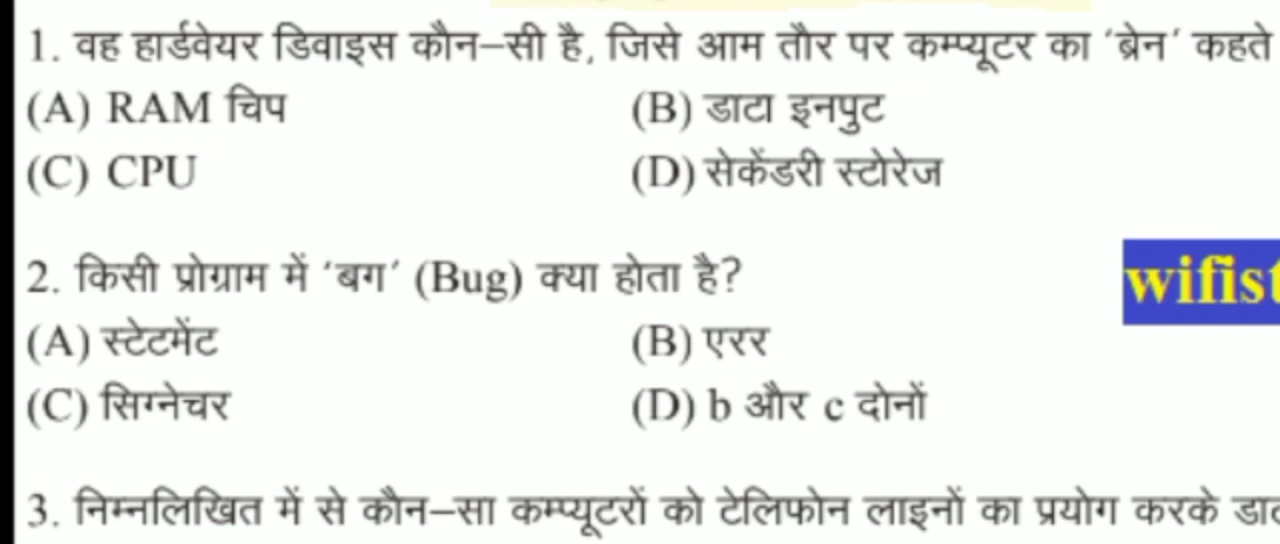 1. वह हार्डवेयर डिवाइस कौन–सी है, जिसे आम तौर पर कम्प्यूटर का ‘ब्रेन’ कहते
(A) RAM चिप (B) डाटा इनपुट
(C) CPU (D) सेकेंडरी स्टोरेज
2. किसी प्रोग्राम में ‘बग’ (Bug) क्या होता है?
wifist
(A) स्टेटमेंट (B) एरर
(C) सिग्नेचर (D) b और c दोनों
3. निम्नलिखित में से कौन–सा कम्प्यूटरों को टेलिफोन लाइनों का प्रयोग करके